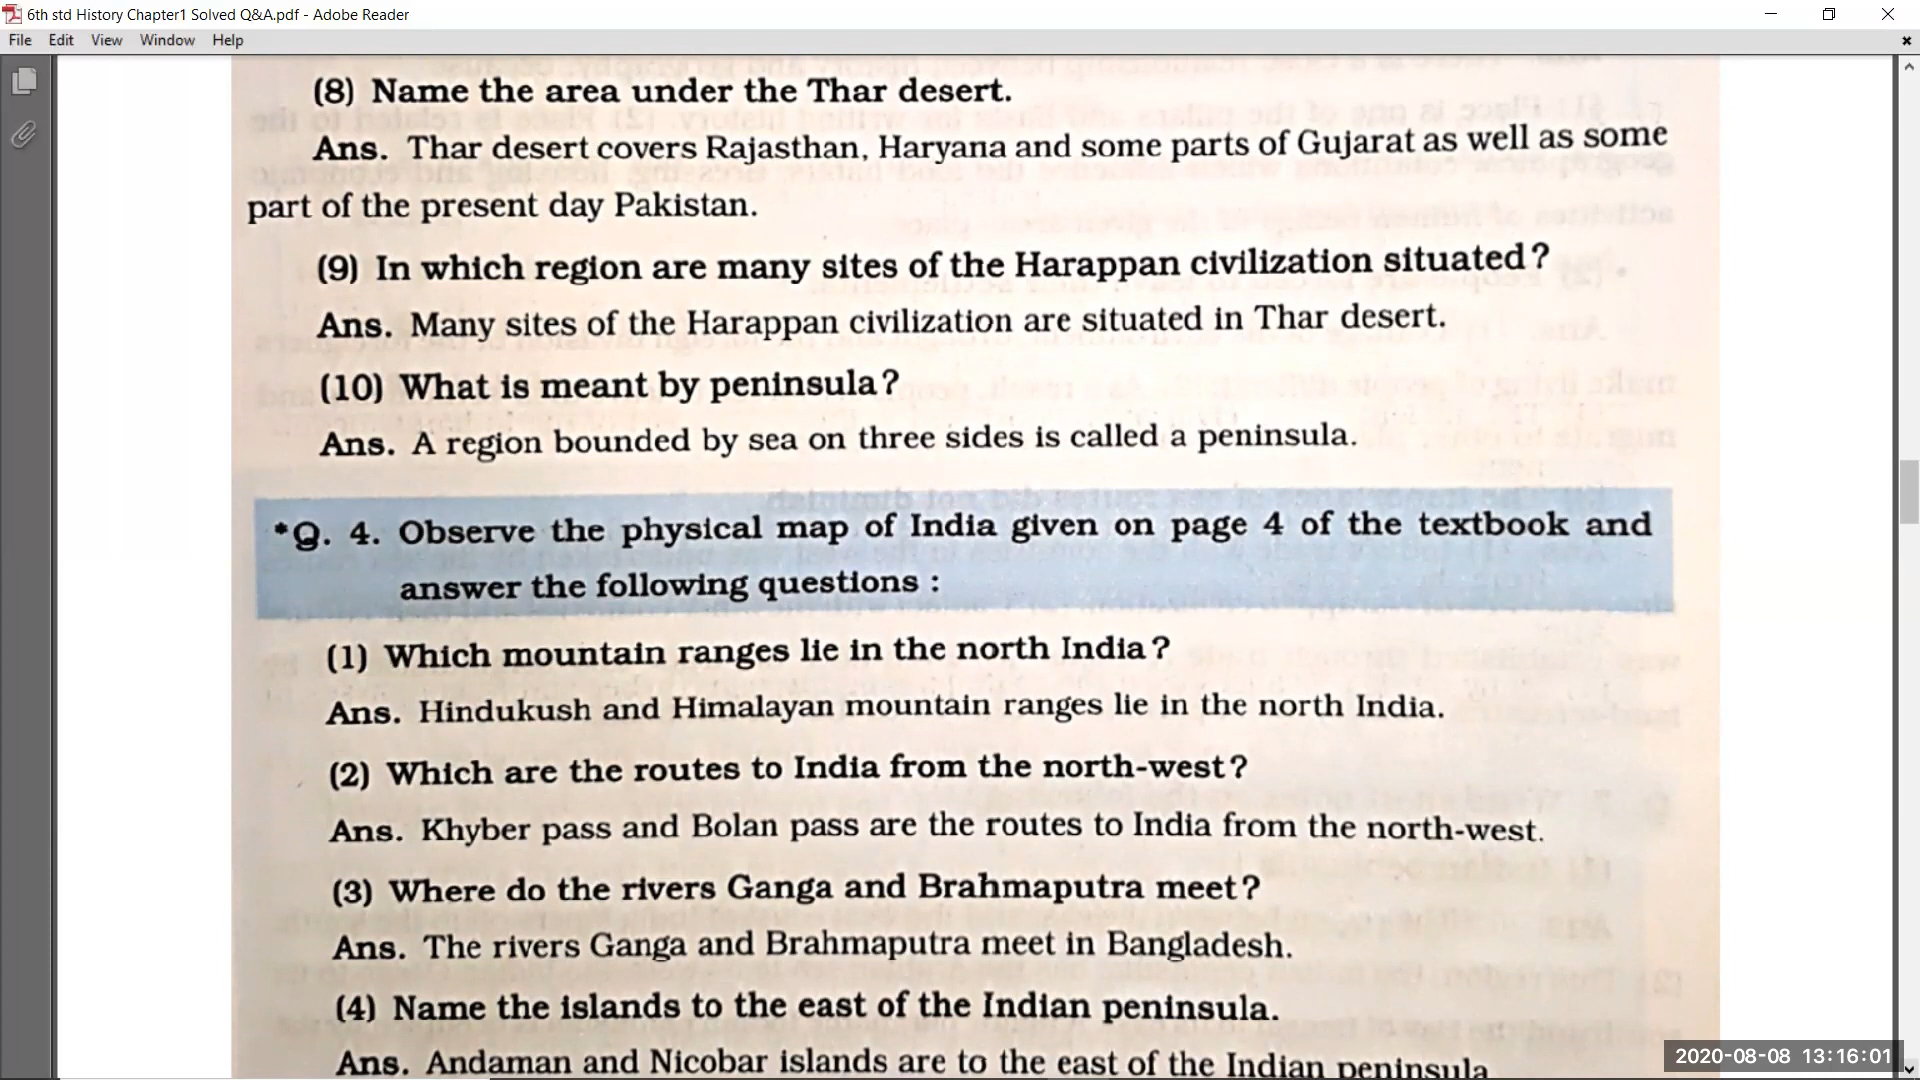 6th std History Chapter1 Solved Q&A.pdf - Adobe Reader
File Edit View Window Help
(8) Name the area under the Thar desert.
Ans. Thar desert covers Rajasthan, Haryana and some parts of Gujarat as well as some
part of the present day Pakistan.
(9) In which region are many sites of the Harappan civilization situated?
Ans. Many sites of the Harappan civilization are situated in Thar desert.
(10) What is meant by peninsula?
Ans. A region bounded by sea on three sides is called a peninsula.
*Q. 4. Observe the physical map of India given on page 4 of the textbook and
answer the following questions :
(1) Which mountain ranges lie in the north India?
Ans. Hindukush and Himalayan mountain ranges lie in the north India.
(2) Which are the routes to India from the north-west?
Ans. Khyber pass and Bolan pass are the routes to India from the north-west.
(3) Where do the rivers Ganga and Brahmaputra meet?
Ans. The rivers Ganga and Brahmaputra meet in Bangladesh.
(4) Name the islands to the east of the Indian peninsula.
Ans. Andaman and Nicobar islands are to the east of the Indian peninsula
2020-08-08 13:16:01